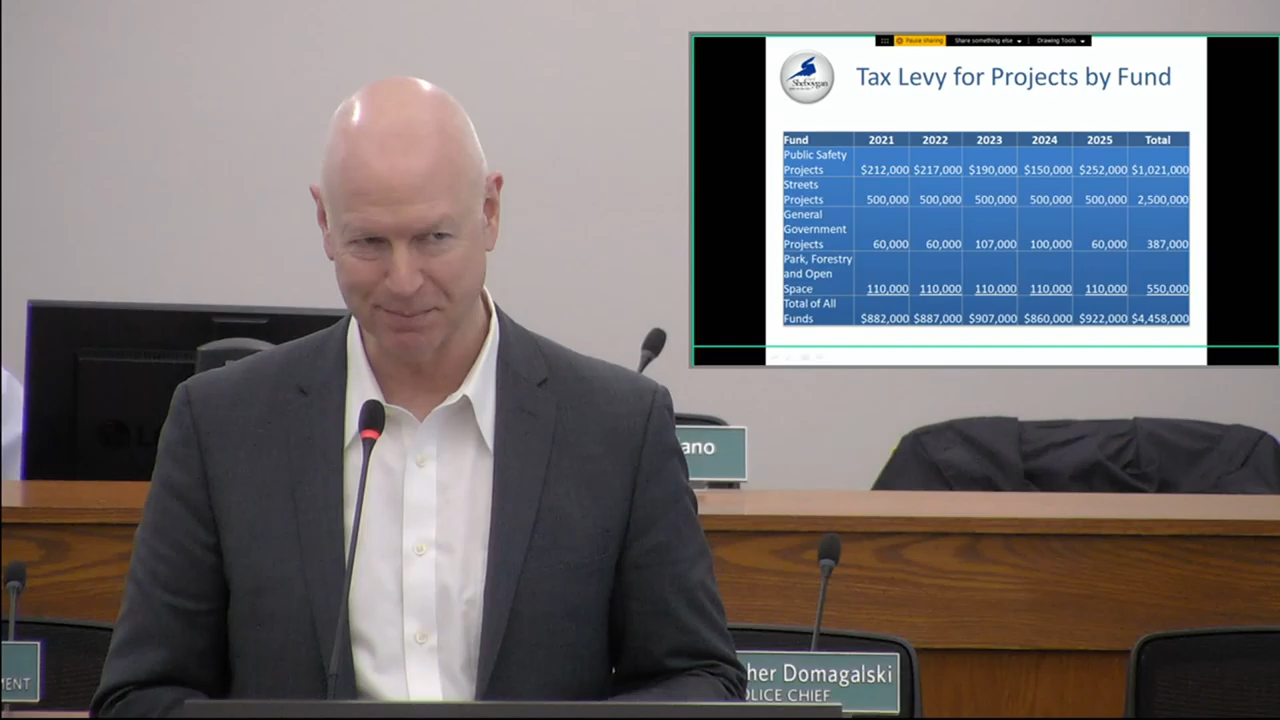 Pause sharing
Share something else
Drawing Tools
Sheboygan
Tax Levy for Projects by Fund
Fund 2021 2022 2023 2024 2025 Total
Public Safety
Projects $212,000 $217,000 $190,000 $150,000 $252,000 $1,021,000
Streets
Projects 500,000 500,000 500,000 500,000 500,000 2,500,000
General
Government
Projects 60,000 60,000 107,000 100,000 60,000 387,000
Park, Forestry
and Open
Space 110,000 110,000 110,000 110,000 110,000 550,000
Total of All
Funds $882,000 $887,000 $907,000 $860,000 $922,000 $4,458,000
ano
her Domagalski
OLICE CHIEF
MENT